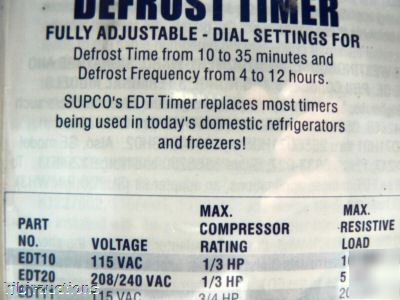 DEFROST TIMER
FULLY ADJUSTABLE - DIAL SETTINGS FOR
Defrost Time from 10 to 35 minutes and
Defrost Frequency from 4 to 12 hours.
SUPCO's EDT Timer replaces most timers
being used in today's domestic refrigerators
and freezers!
PART NO. VOLTAGE MAX. COMPRESSOR RATING MAX. RESISTIVE LOAD
EDT10 115 VAC 1/3 HP
EDT20 208/240 VAC 1/3 HP 5
115 VAC 3/4 HP